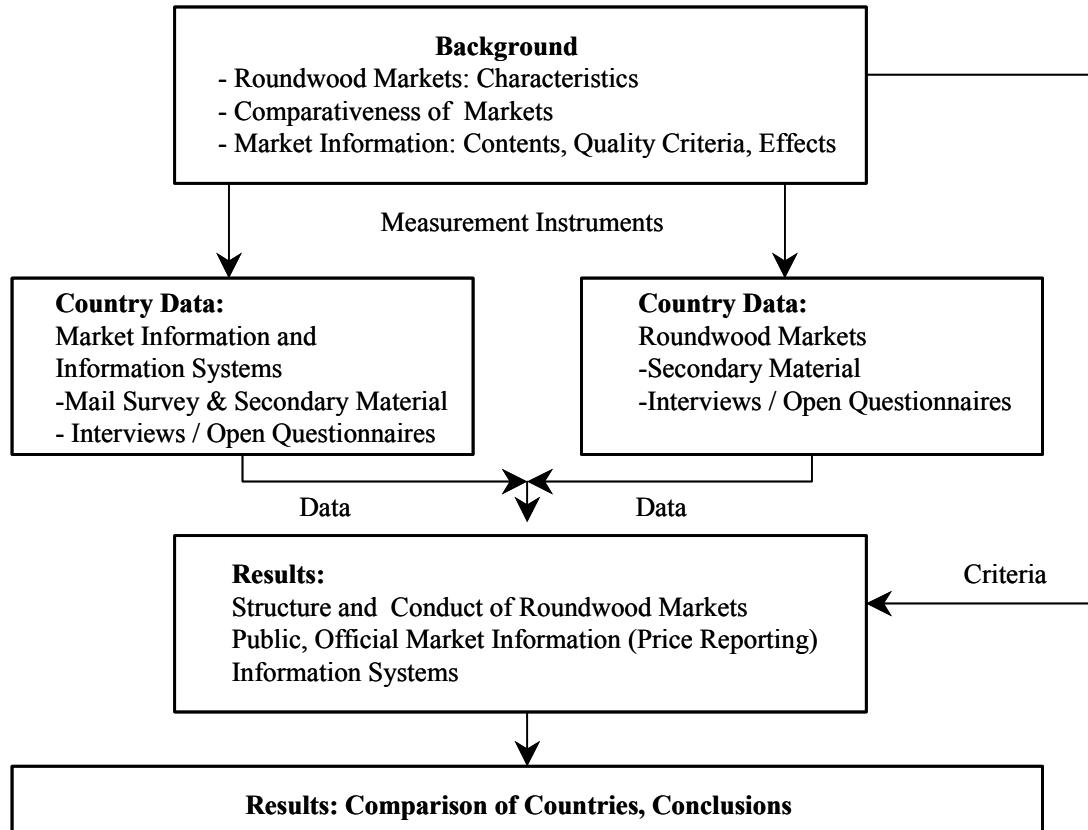 Background
- Roundwood Markets: Characteristics
- Comparativeness of Markets
- Market Information: Contents, Quality Criteria, Effects
Measurement Instruments
Country Data:
Market Information and
Information Systems
-Mail Survey & Secondary Material
- Interviews / Open Questionnaires
Country Data:
Roundwood Markets
-Secondary Material
-Interviews / Open Questionnaires
Data
Data
Results:
Structure and Conduct of Roundwood Markets
Public, Official Market Information (Price Reporting)
Information Systems
Criteria
Results: Comparison of Countries, Conclusions